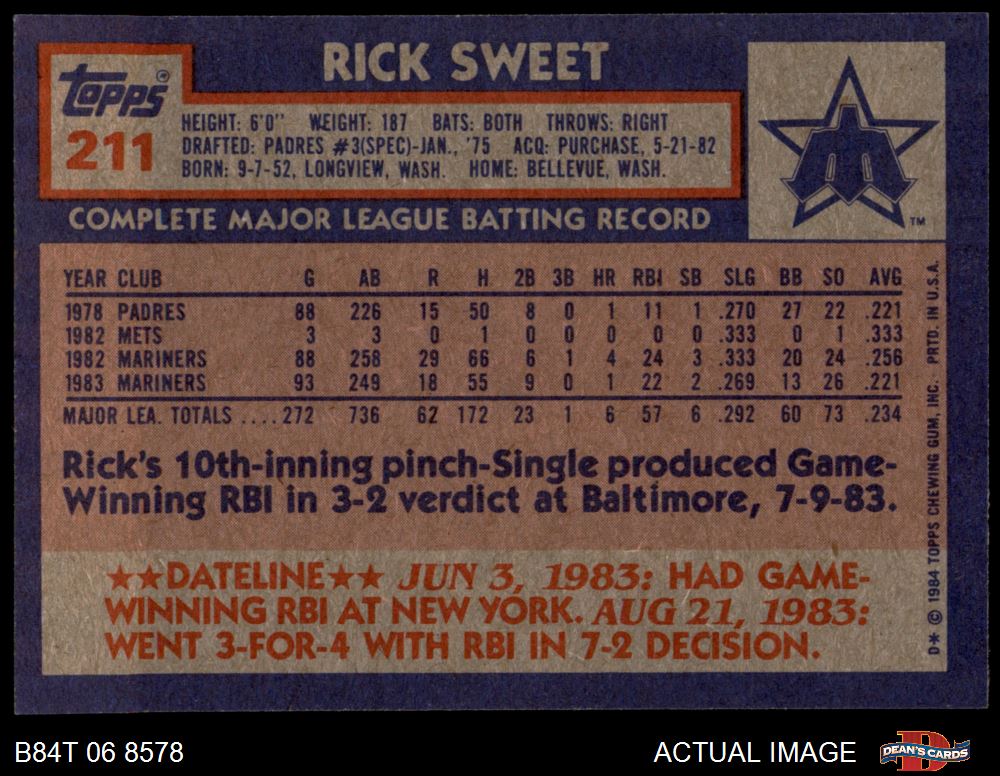 RICK SWEET
Topps
211
HEIGHT: 6'0" WEIGHT: 187 BATS: BOTH THROWS: RIGHT
DRAFTED: PADRES #3(SPEC)-JAN., '75 ACQ: PURCHASE, 5-21-82
BORN: 9-7-52, LONGVIEW, WASH. HOME: BELLEVUE, WASH.
TM
COMPLETE MAJOR LEAGUE BATTING RECORD
YEAR CLUB G AB R H 2B 3B HR RBI SB SLG BB SO AVG
1978 PADRES 88 226 15 50 8 0 1 11 1 .270 27 22 .221
1982 METS 3 3 0 1 0 0 0 0 0 .333 0 1 .333
1982 MARINERS 88 258 29 66 6 1 4 24 3 .333 20 24 .256
1983 MARINERS 93 249 18 55 9 0 1 22 2 .269 13 26 .221
MAJOR LEA. TOTALS ....272 736 62 172 23 1 6 57 6 .292 60 73 .234
Rick's 10th-inning pinch-Single produced Game-
Winning RBI in 3-2 verdict at Baltimore, 7-9-83.
★★DATELINE★★ JUN 3, 1983: HAD GAME-
WINNING RBI AT NEW YORK. AUG 21, 1983:
WENT 3-FOR-4 WITH RBI IN 7-2 DECISION.
D* © 1984 TOPPS CHEWING GUM, INC. PRTD. IN U.S.A.
B84T 06 8578
ACTUAL IMAGE
D
DEAN'S CARDS